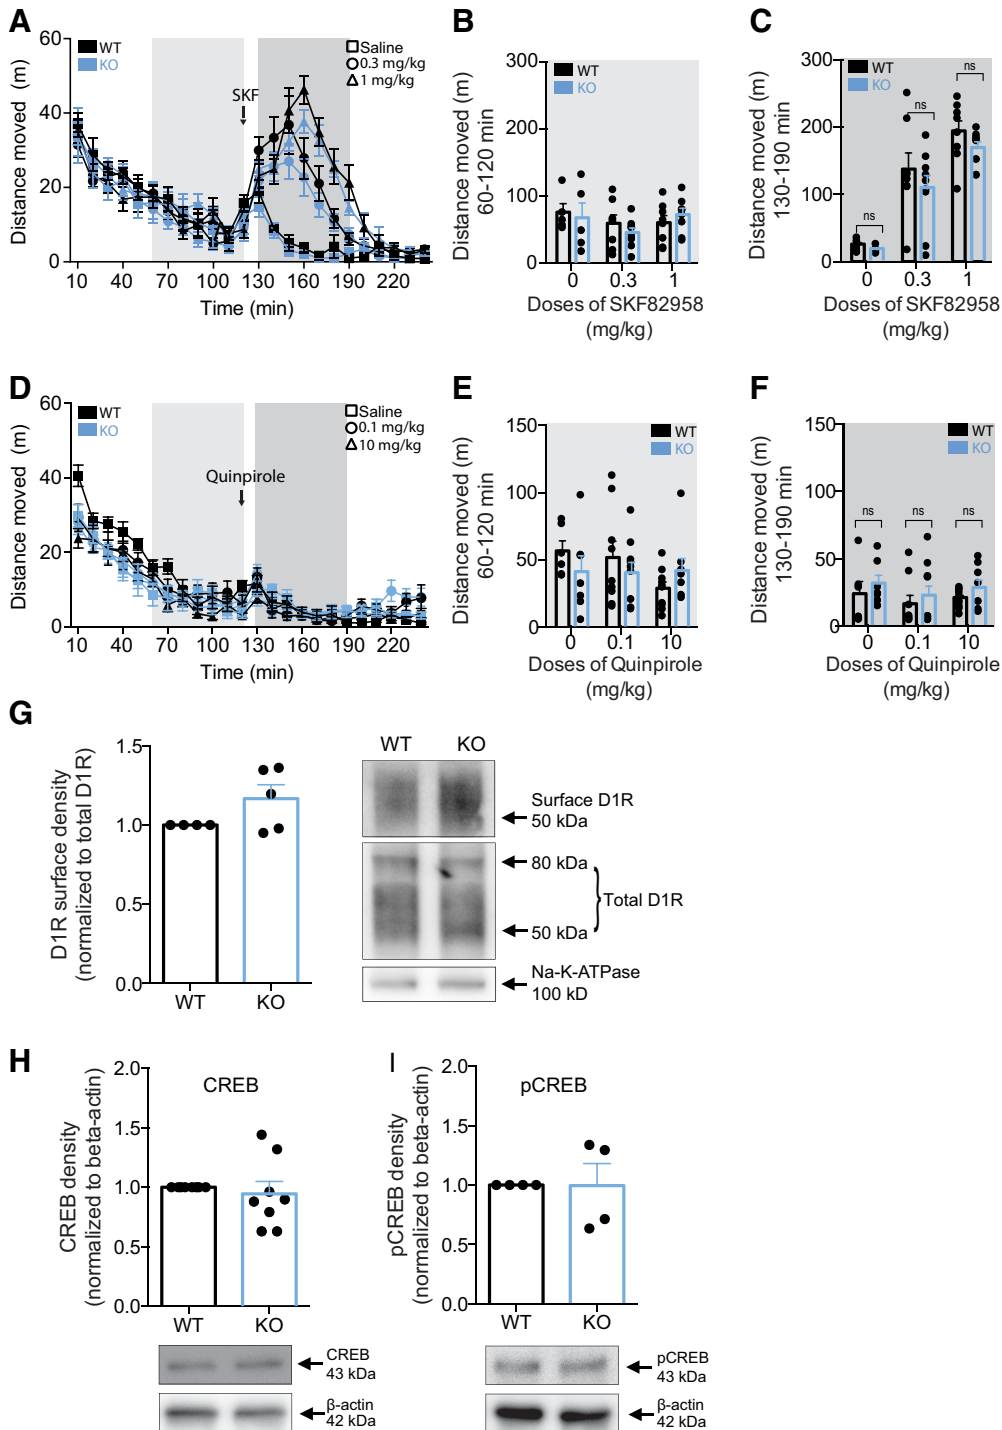 A
Distance moved (m)
60
40
20
0
WT
KO
SKF
Saline
0.3 mg/kg
1 mg/kg
10 40 70 100 130 160 190 220
Time (min)
B
Distance moved (m)
60-120 min
300
200
100
0
WT
KO
0 0.3 1
Doses of SKF82958
(mg/kg)
C
Distance moved (m)
130-190 min
300
200
100
0
WT
KO
ns
ns
ns
0 0.3 1
Doses of SKF82958
(mg/kg)
D
Distance moved (m)
60
40
20
0
WT
KO
Quinpirole
Saline
0.1 mg/kg
10 mg/kg
10 40 70 100 130 160 190 220
Time (min)
E
Distance moved (m)
60-120 min
150
100
50
0
WT
KO
0 0.1 10
Doses of Quinpirole
(mg/kg)
F
Distance moved (m)
130-190 min
150
100
50
0
WT
KO
ns ns ns
0 0.1 10
Doses of Quinpirole
(mg/kg)
G
D1R surface density
(normalized to total D1R)
1.5
1.0
0.5
0.0
WT KO
WT KO
Surface D1R
50 kDa
80 kDa
Total D1R
50 kDa
Na-K-ATPase
100 kD
H
CREB density
(normalized to beta-actin)
2.0
1.5
1.0
0.5
0.0
CREB
WT KO
CREB
43 kDa
β-actin
42 kDa
I
pCREB density
(normalized to beta-actin)
2.0
1.5
1.0
0.5
0.0
pCREB
WT KO
pCREB
43 kDa
β-actin
42 kDa